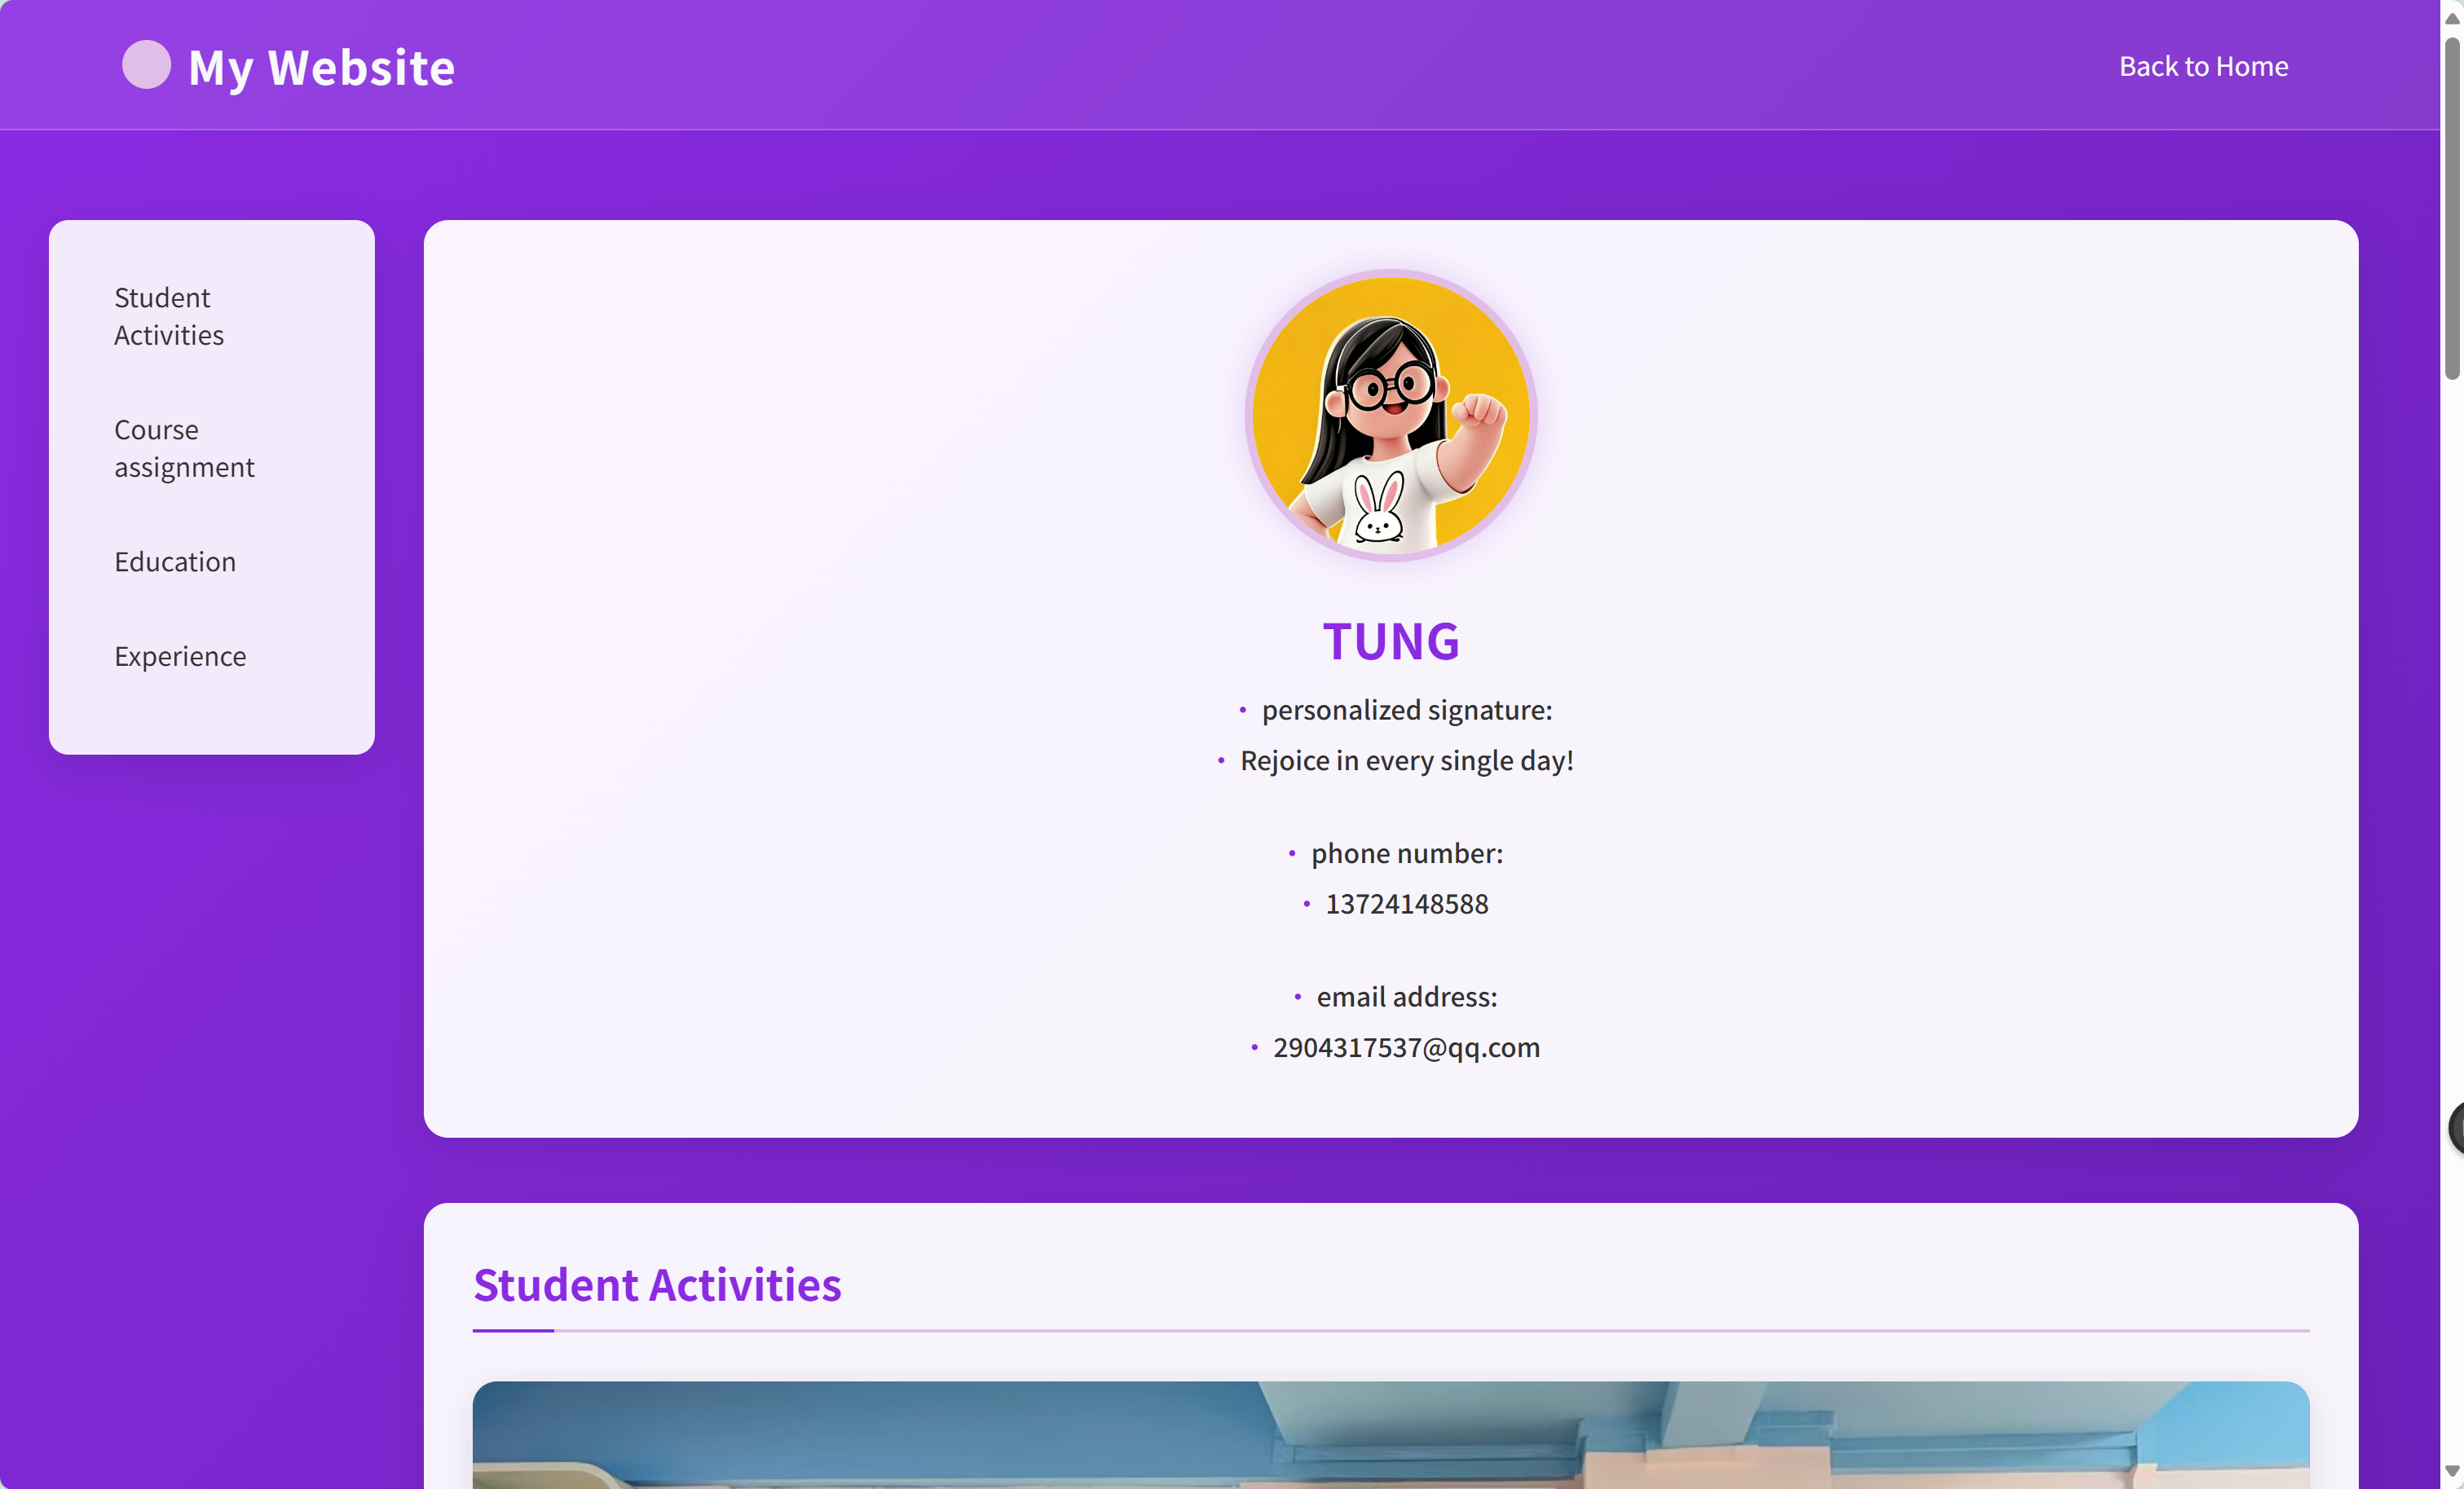 My Website
Back to Home
Student
Activities
Course
assignment
Education
Experience
TUNG
• personalized signature:
• Rejoice in every single day!
• phone number:
• 13724148588
• email address:
• 2904317537@qq.com
Student Activities